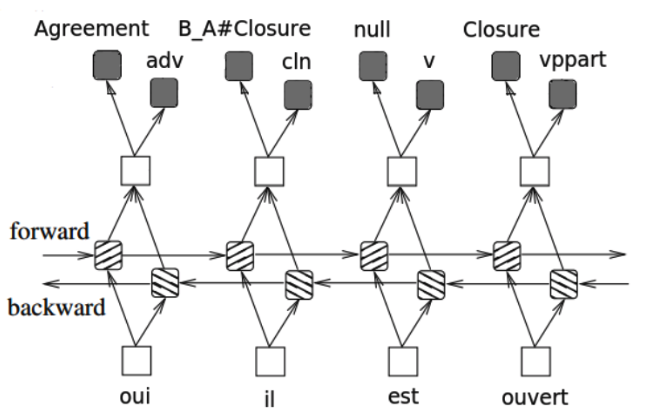 Agreement B_A#Closure null Closure
adv cln v vppart
forward
backward
oui il est ouvert